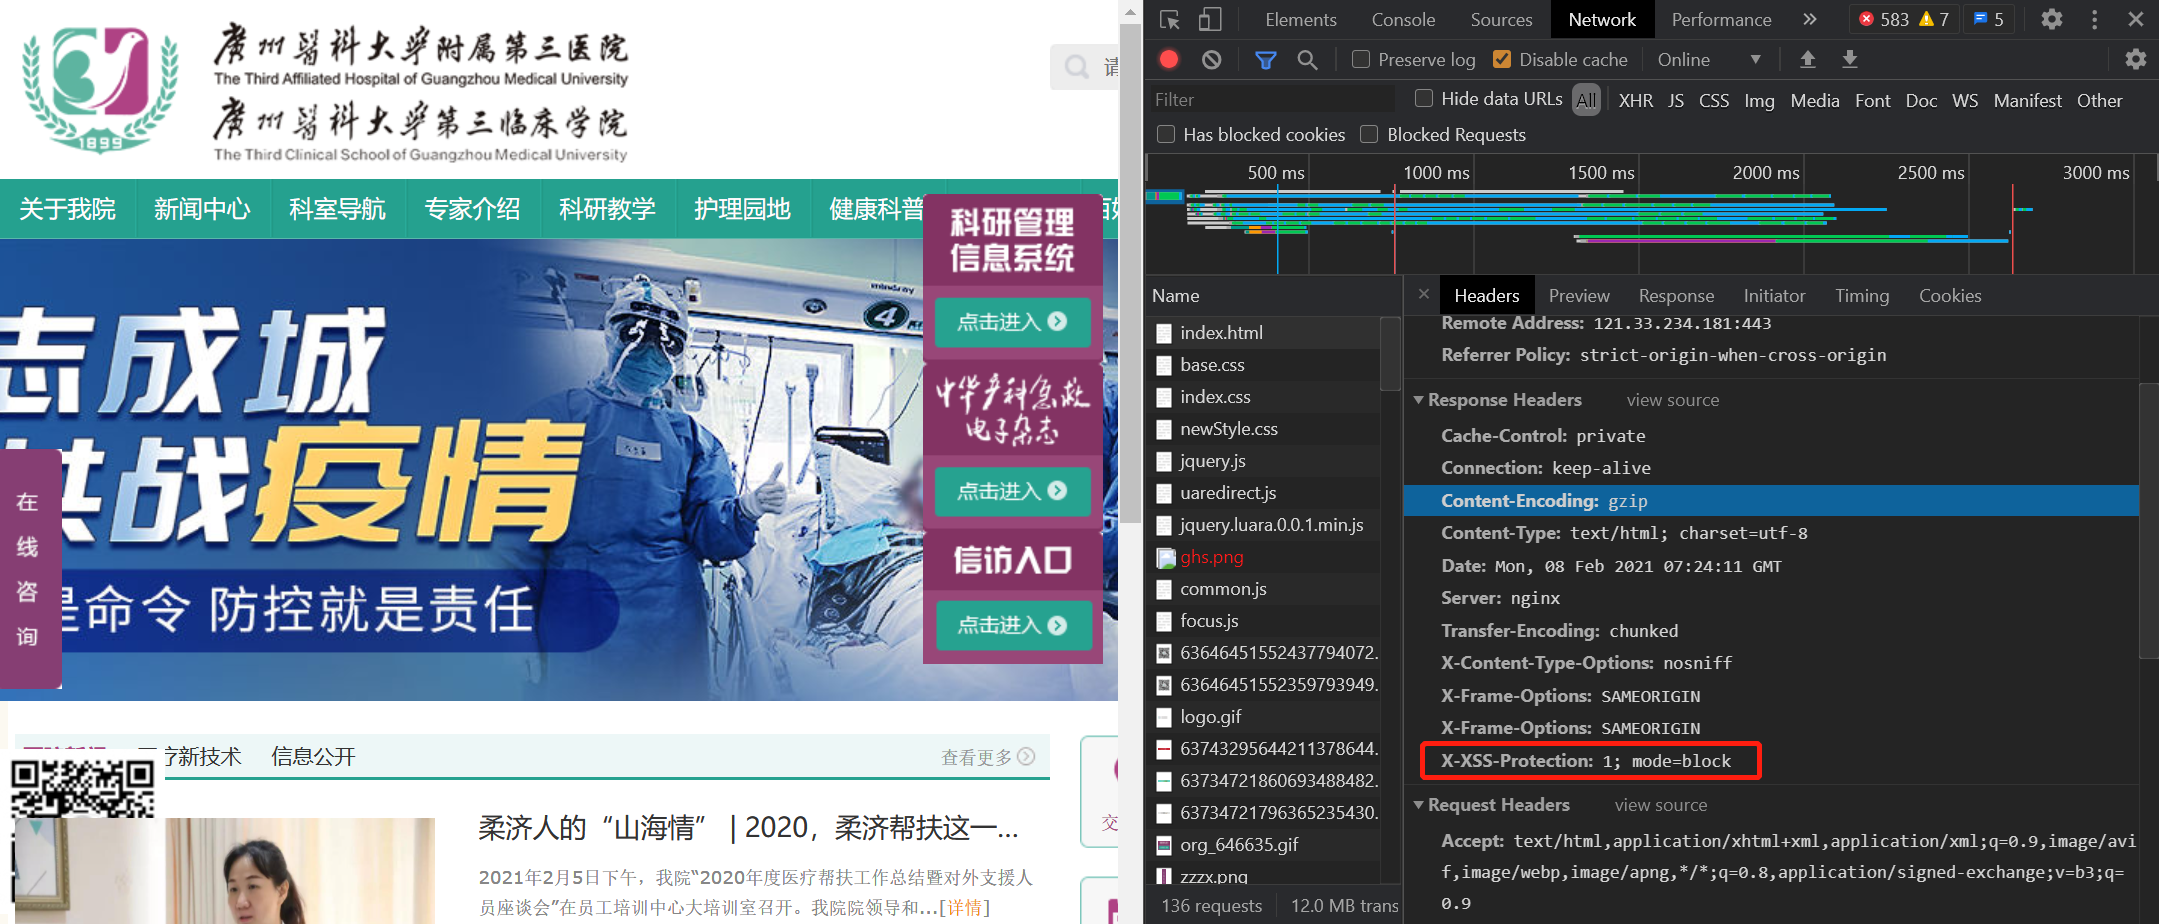 廣州醫科大學附属第三医院
The Third Affiliated Hospital of Guangzhou Medical University
廣州醫科大學第三临床学院
The Third Clinical School of Guangzhou Medical University
1899
请
关于我院 新闻中心 科室导航 专家介绍 科研教学 护理园地 健康科普
科研管理
信息系统
点击进入
中华产科急救
电子杂志
点击进入
信访入口
点击进入
mindray
4
志成城
共战疫情
是命令 防控就是责任
在
线
咨
询
疗新技术 信息公开 查看更多
柔济人的“山海情” | 2020，柔济帮扶这一...
2021年2月5日下午，我院“2020年度医疗帮扶工作总结暨对外支援人
员座谈会”在员工培训中心大培训室召开。我院院领导和...[详情]
交
Elements Console Sources Network Performance 583 7 5
Preserve log Disable cache Online
Filter Hide data URLs All XHR JS CSS Img Media Font Doc WS Manifest Other
Has blocked cookies Blocked Requests
500 ms 1000 ms 1500 ms 2000 ms 2500 ms 3000 ms
Name
index.html
base.css
index.css
newStyle.css
jquery.js
uaredirect.js
jquery.luara.0.0.1.min.js
ghs.png
common.js
focus.js
63646451552437794072.
63646451552359793949.
logo.gif
63743295644211378644.
63734721860693488482.
63734721796365235430.
org_646635.gif
zzzx.png
136 requests 12.0 MB trans
Headers Preview Response Initiator Timing Cookies
Remote Address: 121.33.234.181:443
Referrer Policy: strict-origin-when-cross-origin
Response Headers view source
Cache-Control: private
Connection: keep-alive
Content-Encoding: gzip
Content-Type: text/html; charset=utf-8
Date: Mon, 08 Feb 2021 07:24:11 GMT
Server: nginx
Transfer-Encoding: chunked
X-Content-Type-Options: nosniff
X-Frame-Options: SAMEORIGIN
X-Frame-Options: SAMEORIGIN
X-XSS-Protection: 1; mode=block
Request Headers view source
Accept: text/html,application/xhtml+xml,application/xml;q=0.9,image/avi
f,image/webp,image/apng,*/*;q=0.8,application/signed-exchange;v=b3;q=
0.9